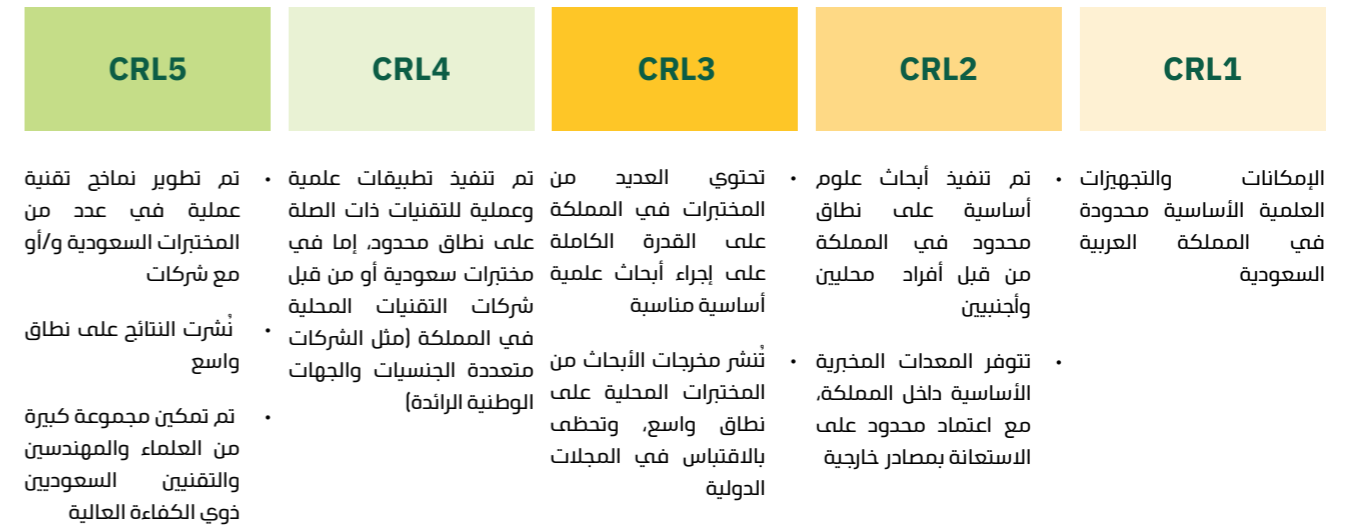 CRL1
الإمكانات والتجهيزات
العلمية الأساسية محدودة
في المملكة العربية
السعودية
CRL2
• تم تنفيذ أبحاث علوم
أساسية على نطاق
محدود في المملكة
من قبل أفراد محليين
وأجنبيين
• تتوفر المعدات المخبرية
الأساسية داخل المملكة،
مع اعتماد محدود على
الاستعانة بمصادر خارجية
CRL3
• تحتوي العديد من
المختبرات في المملكة
على القدرة الكاملة
على إجراء أبحاث علمية
أساسية مناسبة
• تُنشر مخرجات الأبحاث من
المختبرات المحلية على
نطاق واسع، وتحظى
بالاقتباس في المجلات
الدولية
CRL4
تم تنفيذ تطبيقات علمية
وعملية للتقنيات ذات الصلة
على نطاق محدود، إما في
مختبرات سعودية أو من قبل
شركات التقنيات المحلية
في المملكة (مثل الشركات
متعددة الجنسيات والجهات
الوطنية الرائدة)
CRL5
• تم تطوير نماذج تقنية
عملية في عدد من
المختبرات السعودية و/أو
مع شركات
• نُشرت النتائج على نطاق
واسع
• تم تمكين مجموعة كبيرة
من العلماء والمهندسين
والتقنيين السعوديين
ذوي الكفاءة العالية